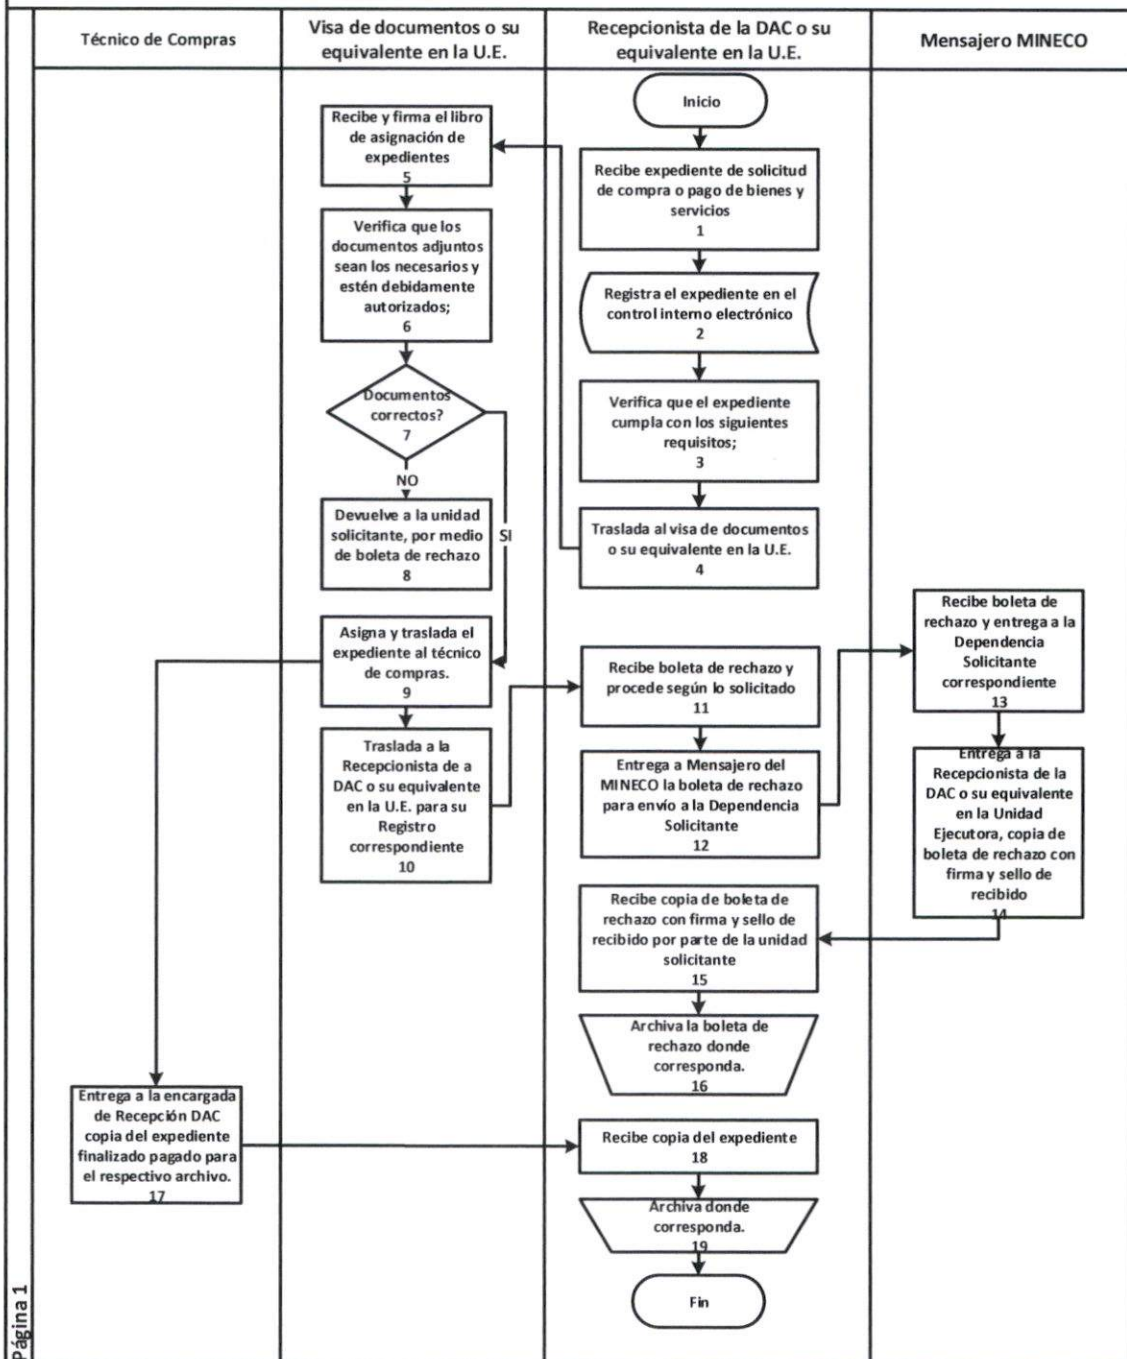 Técnico de Compras
Visa de documentos o su
equivalente en la U.E.
Recepcionista de la DAC o su
equivalente en la U.E.
Mensajero MINECO
Inicio
Recibe expediente de solicitud
de compra o pago de bienes y
servicios
1
Registra el expediente en el
control interno electrónico
2
Verifica que el expediente
cumpla con los siguientes
requisitos;
3
Traslada al visa de documentos
o su equivalente en la U.E.
4
Recibe y firma el libro
de asignación de
expedientes
5
Verifica que los
documentos adjuntos
sean los necesarios y
estén debidamente
autorizados;
6
Documentos
correctos?
7
NO
SI
Devuelve a la unidad
solicitante, por medio
de boleta de rechazo
8
Asigna y traslada el
expediente al técnico
de compras.
9
Traslada a la
Recepcionista de a
DAC o su equivalente
en la U.E. para su
Registro
correspondiente
10
Recibe boleta de rechazo y
procede según lo solicitado
11
Entrega a Mensajero del
MINECO la boleta de rechazo
para envío a la Dependencia
Solicitante
12
Recibe boleta de
rechazo y entrega a la
Dependencia
Solicitante
correspondiente
13
Entrega a la
Recepcionista de la
DAC o su equivalente
en la Unidad
Ejecutora, copia de
boleta de rechazo con
firma y sello de
recibido
14
Recibe copia de boleta de
rechazo con firma y sello de
recibido por parte de la unidad
solicitante
15
Archiva la boleta de
rechazo donde
corresponda.
16
Entrega a la encargada
de Recepción DAC
copia del expediente
finalizado pagado para
el respectivo archivo.
17
Recibe copia del expediente
18
Archiva donde
corresponda.
19
Fin
Página 1